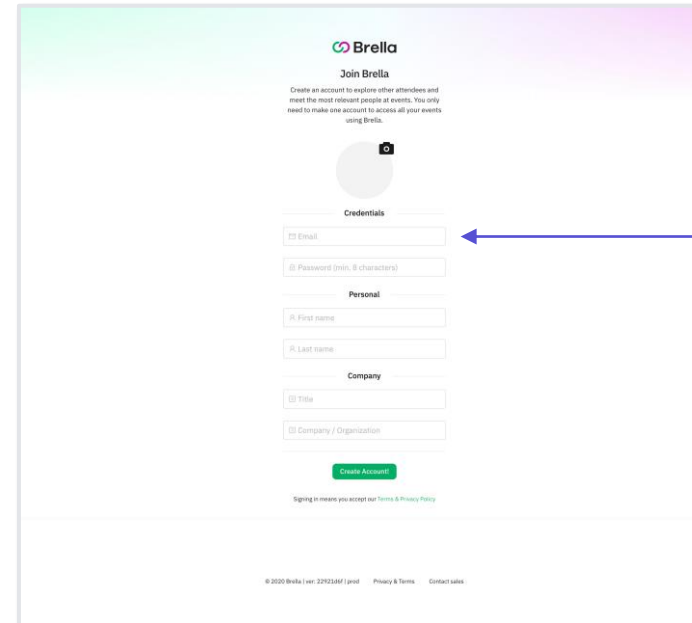 Brella
Join Brella
Create an account to explore other attendees and
meet the most relevant people at events. You only
need to make one account to access all your events
using Brella.
Credentials
Email
Password (min. 8 characters)
Personal
First name
Last name
Company
Title
Company / Organization
Create Account!
Signing in means you accept our Terms & Privacy Policy
© 2020 Brella | ver: 22921d6f | prod Privacy & Terms Contact sales